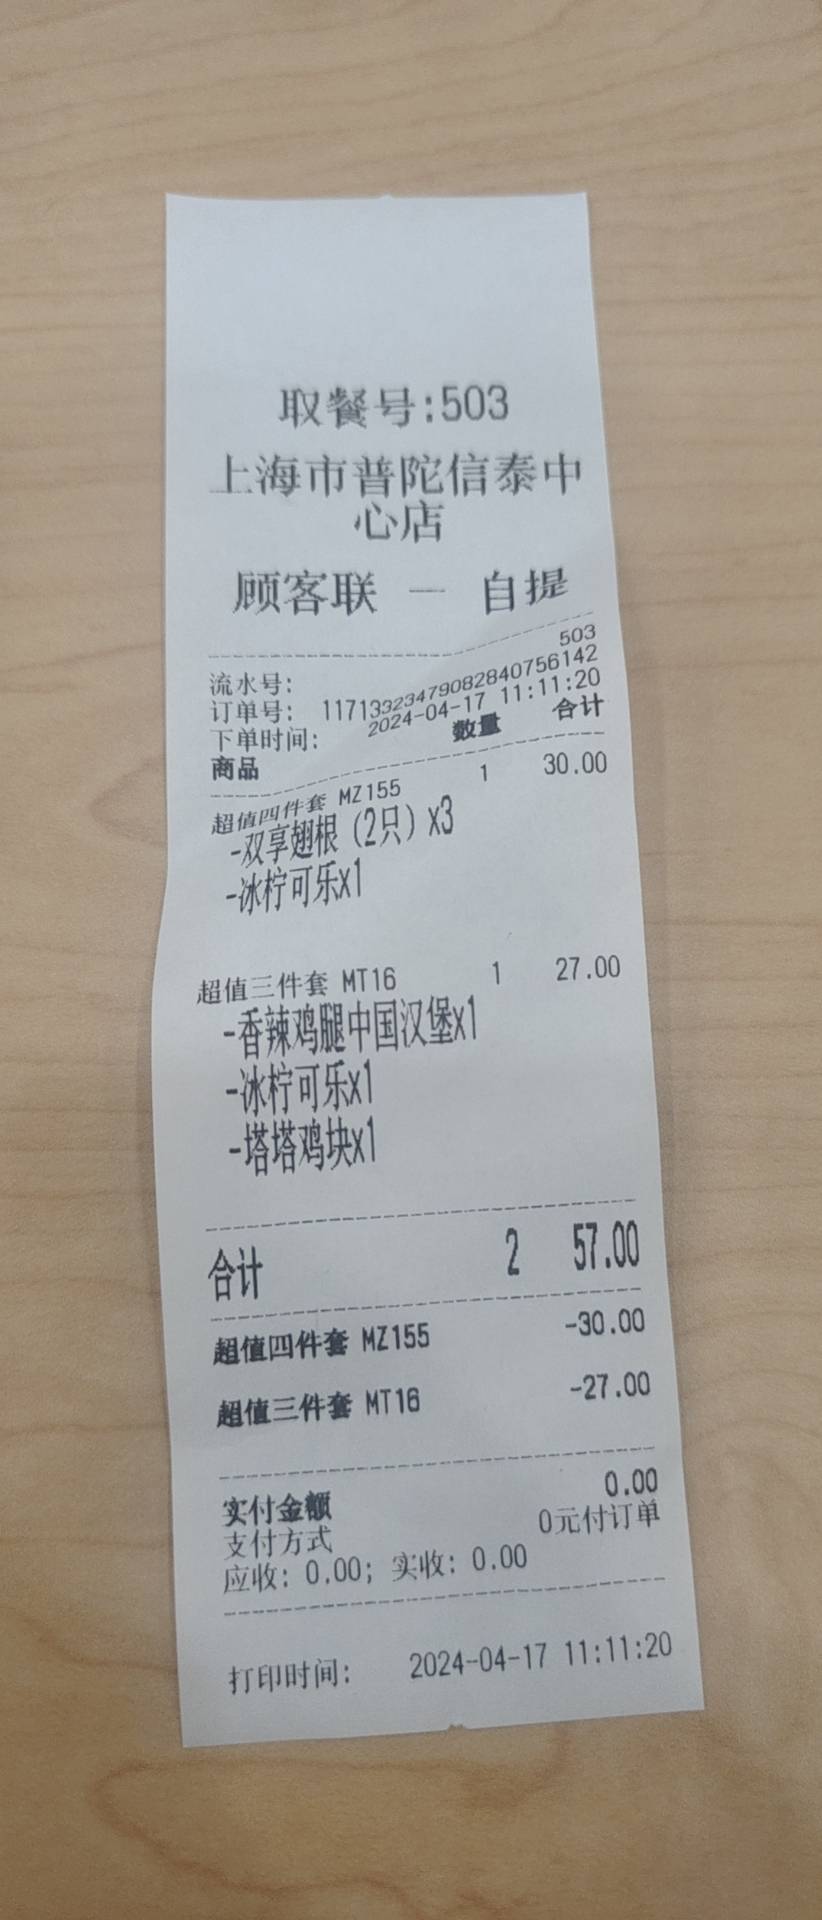 取餐号:503
上海市普陀信泰中
心店
顾客联 — 自提
流水号: 503
订单号: 1171332347908284075​6142
下单时间: 2024-04-17 11:11:20
商品 数量 合计
超值四件套 MZ155 1 30.00
-双享翅根（2只）x3
-冰柠可乐x1
超值三件套 MT16 1 27.00
-香辣鸡腿中国汉堡x1
-冰柠可乐x1
-塔塔鸡块x1
合计 2 57.00
超值四件套 MZ155 -30.00
超值三件套 MT16 -27.00
实付金额 0.00
支付方式 0元付订单
应收: 0.00; 实收: 0.00
打印时间: 2024-04-17 11:11:20